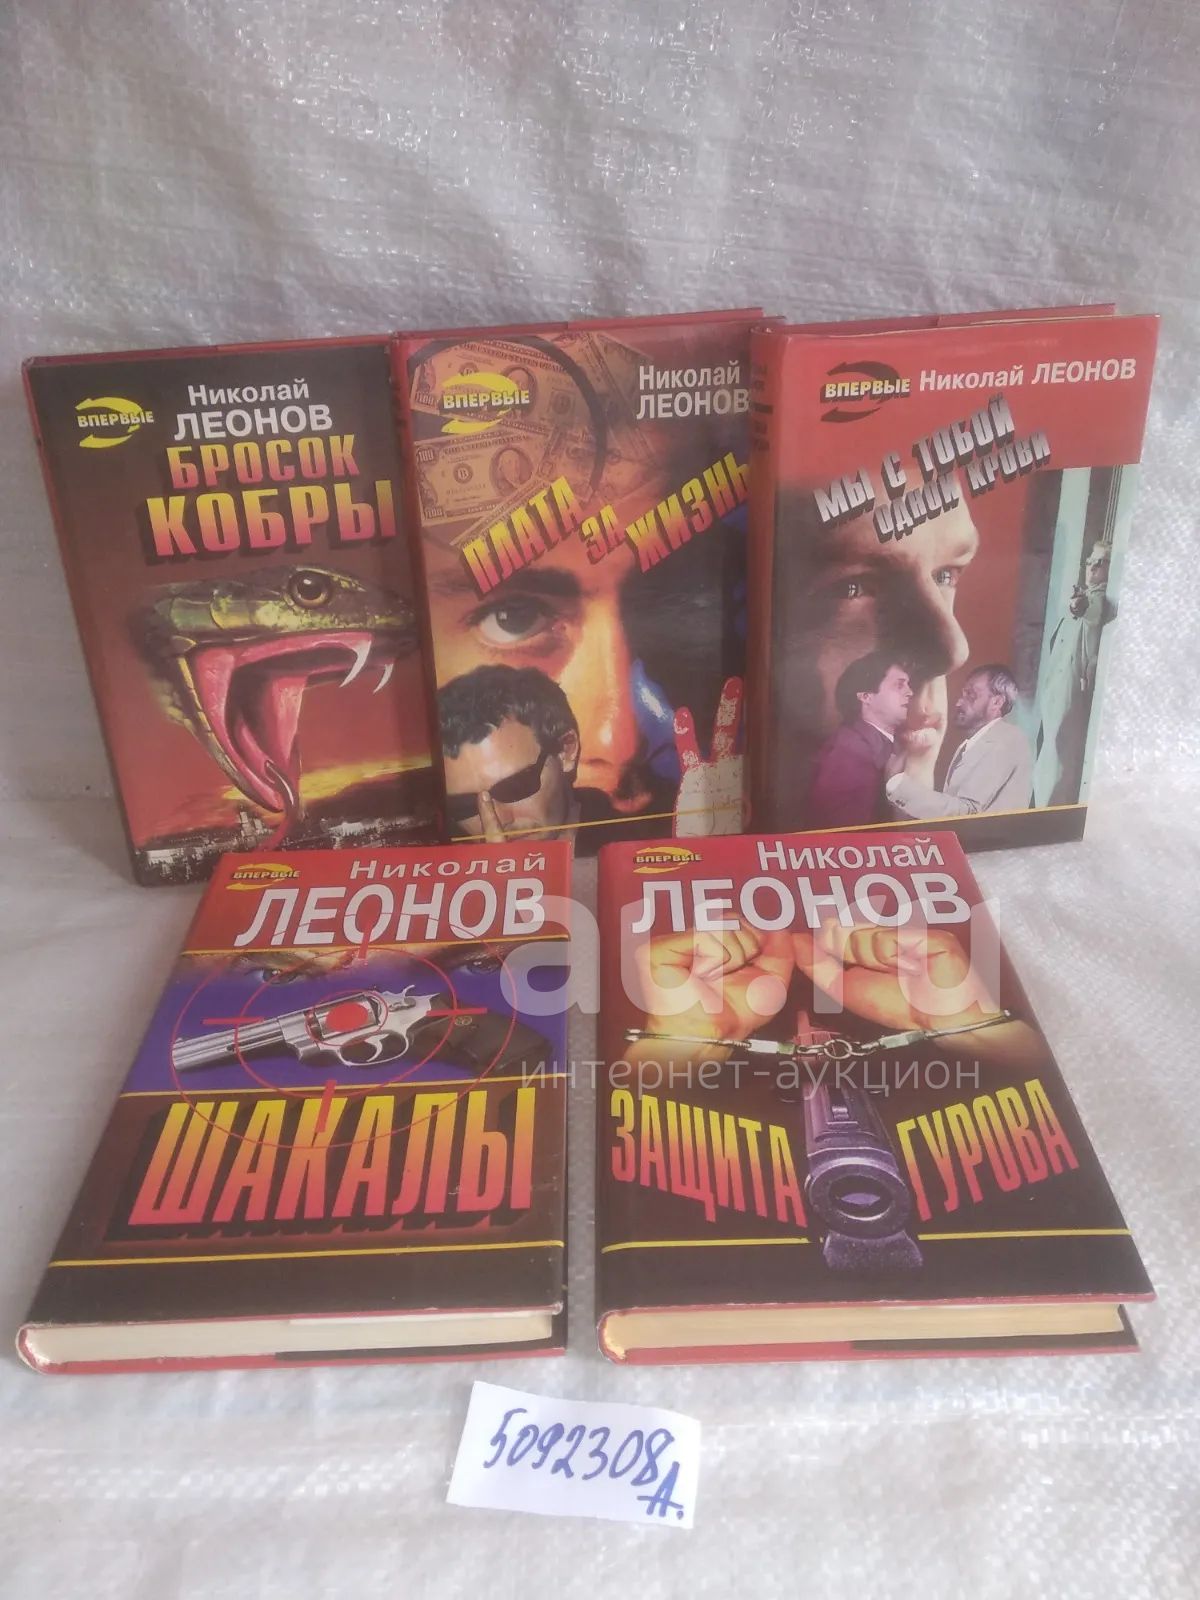 ВПЕРВЫЕ
Николай
ЛЕОНОВ
БРОСОК
КОБРЫ
ВПЕРВЫЕ
Николай
ЛЕОНОВ
ПЛАТА
ЗА
ЖИЗНЬ
ВПЕРВЫЕ
Николай ЛЕОНОВ
МЫ С ТОБОЙ
ОДНОЙ КРОВИ
ВПЕРВЫЕ
Николай
ЛЕОНОВ
ШАКАЛЫ
ВПЕРВЫЕ
Николай
ЛЕОНОВ
ЗАЩИТА ГУРОВА
au.ru
интернет-аукцион
5092308
А.